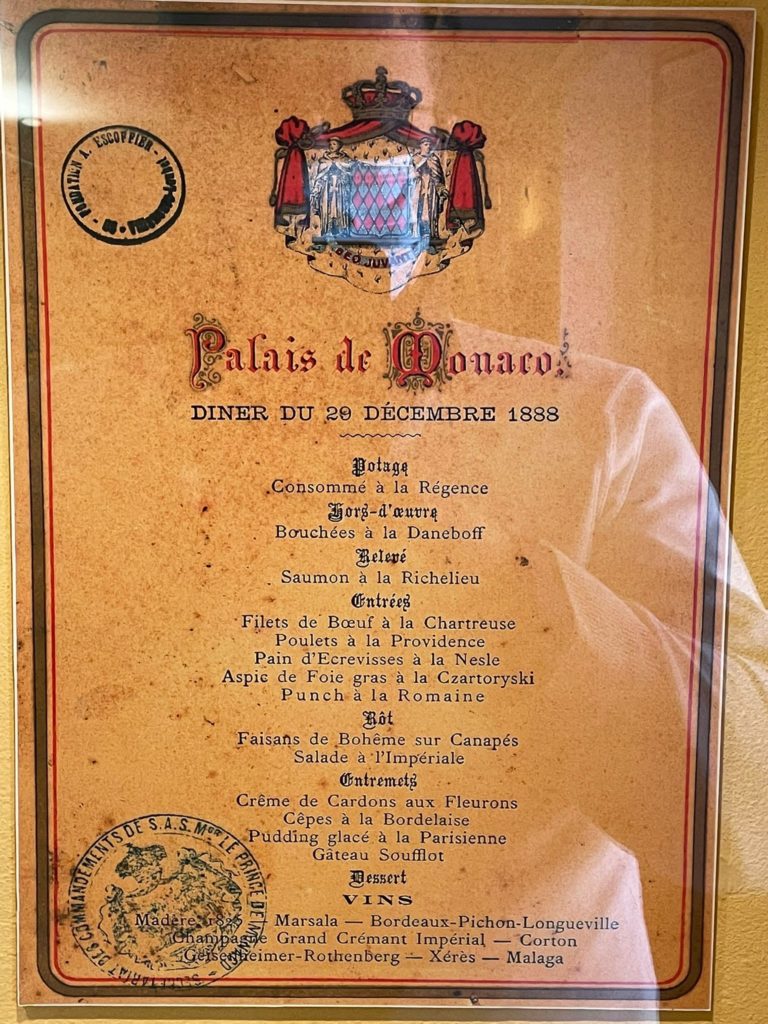 FONDATION A. ESCOFFIER
DEO JUVANTE
Palais de Monaco.
DINER DU 29 DÉCEMBRE 1888
Potage
Consommé à la Régence
Hors-d'œuvre
Bouchées à la Daneboff
Relevé
Saumon à la Richelieu
Entrées
Filets de Bœuf à la Chartreuse
Poulets à la Providence
Pain d'Ecrevisses à la Nesle
Aspic de Foie gras à la Czartoryski
Punch à la Romaine
Rôt
Faisans de Bohême sur Canapés
Salade à l'Impériale
Entremets
Crême de Cardons aux Fleurons
Cêpes à la Bordelaise
Pudding glacé à la Parisienne
Gâteau Soufflot
Dessert
VINS
Madère — Marsala — Bordeaux-Pichon-Longueville
Champagne Grand Crémant Impérial — Corton
Geisenheimer-Rothenberg — Xérès — Malaga
SECRÉTARIAT DES COMMANDEMENTS DE S.A.S. Mgr LE PRINCE DE MONACO